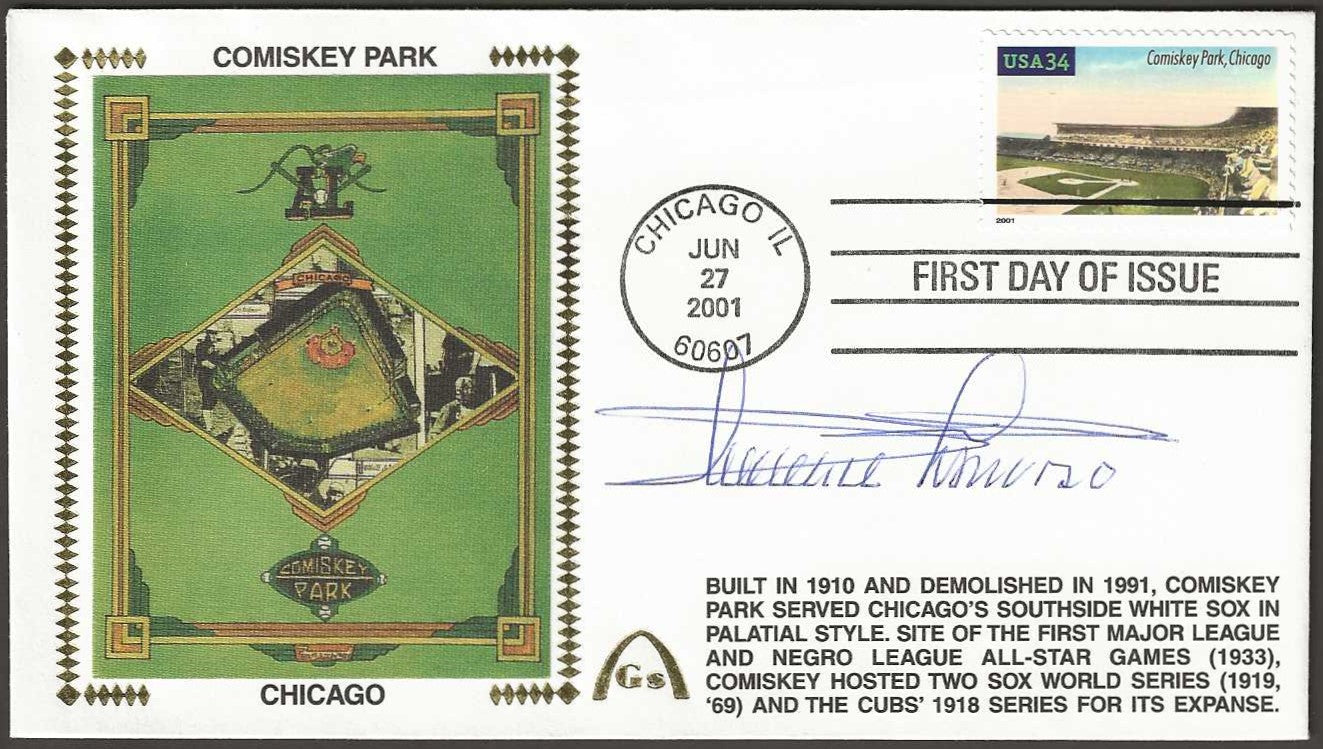 COMISKEY PARK
USA 34
Comiskey Park, Chicago
2001
AL
CHICAGO
COMISKEY
PARK
CHICAGO
CHICAGO IL
JUN
27
2001
60607
FIRST DAY OF ISSUE
BUILT IN 1910 AND DEMOLISHED IN 1991, COMISKEY
PARK SERVED CHICAGO'S SOUTHSIDE WHITE SOX IN
PALATIAL STYLE. SITE OF THE FIRST MAJOR LEAGUE
AND NEGRO LEAGUE ALL-STAR GAMES (1933),
COMISKEY HOSTED TWO SOX WORLD SERIES (1919,
'69) AND THE CUBS' 1918 SERIES FOR ITS EXPANSE.
Gs